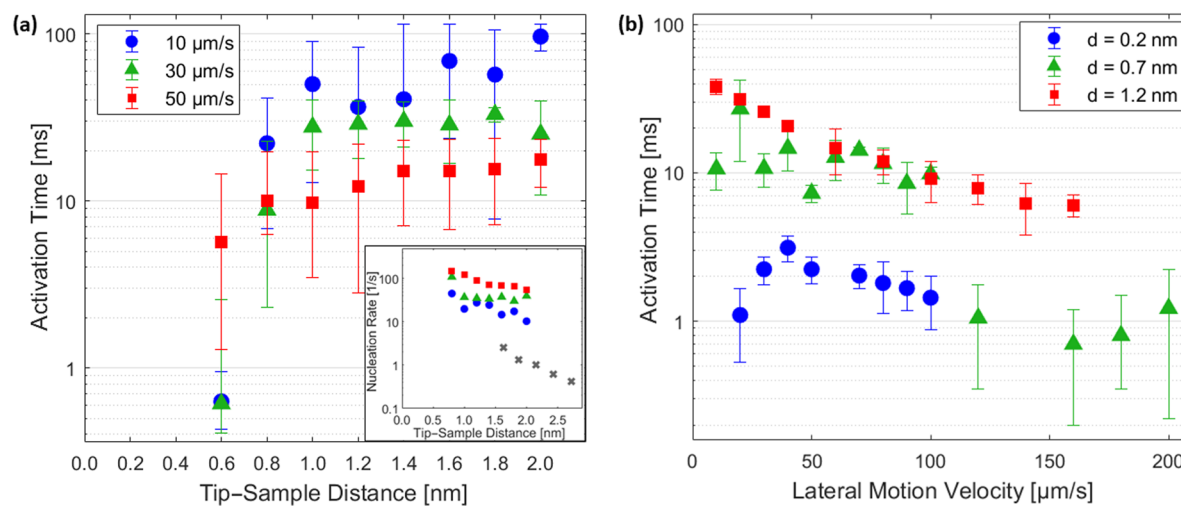 (a)
10 µm/s
30 µm/s
50 µm/s
Activation Time [ms]
100
10
1
0.0 0.2 0.4 0.6 0.8 1.0 1.2 1.4 1.6 1.8 2.0
Tip−Sample Distance [nm]
Nucleation Rate [1/s]
100
10
1
0.1
0.0 0.5 1.0 1.5 2.0 2.5
Tip−Sample Distance [nm]
(b)
d = 0.2 nm
d = 0.7 nm
d = 1.2 nm
Activation Time [ms]
100
10
1
0 50 100 150 200
Lateral Motion Velocity [µm/s]